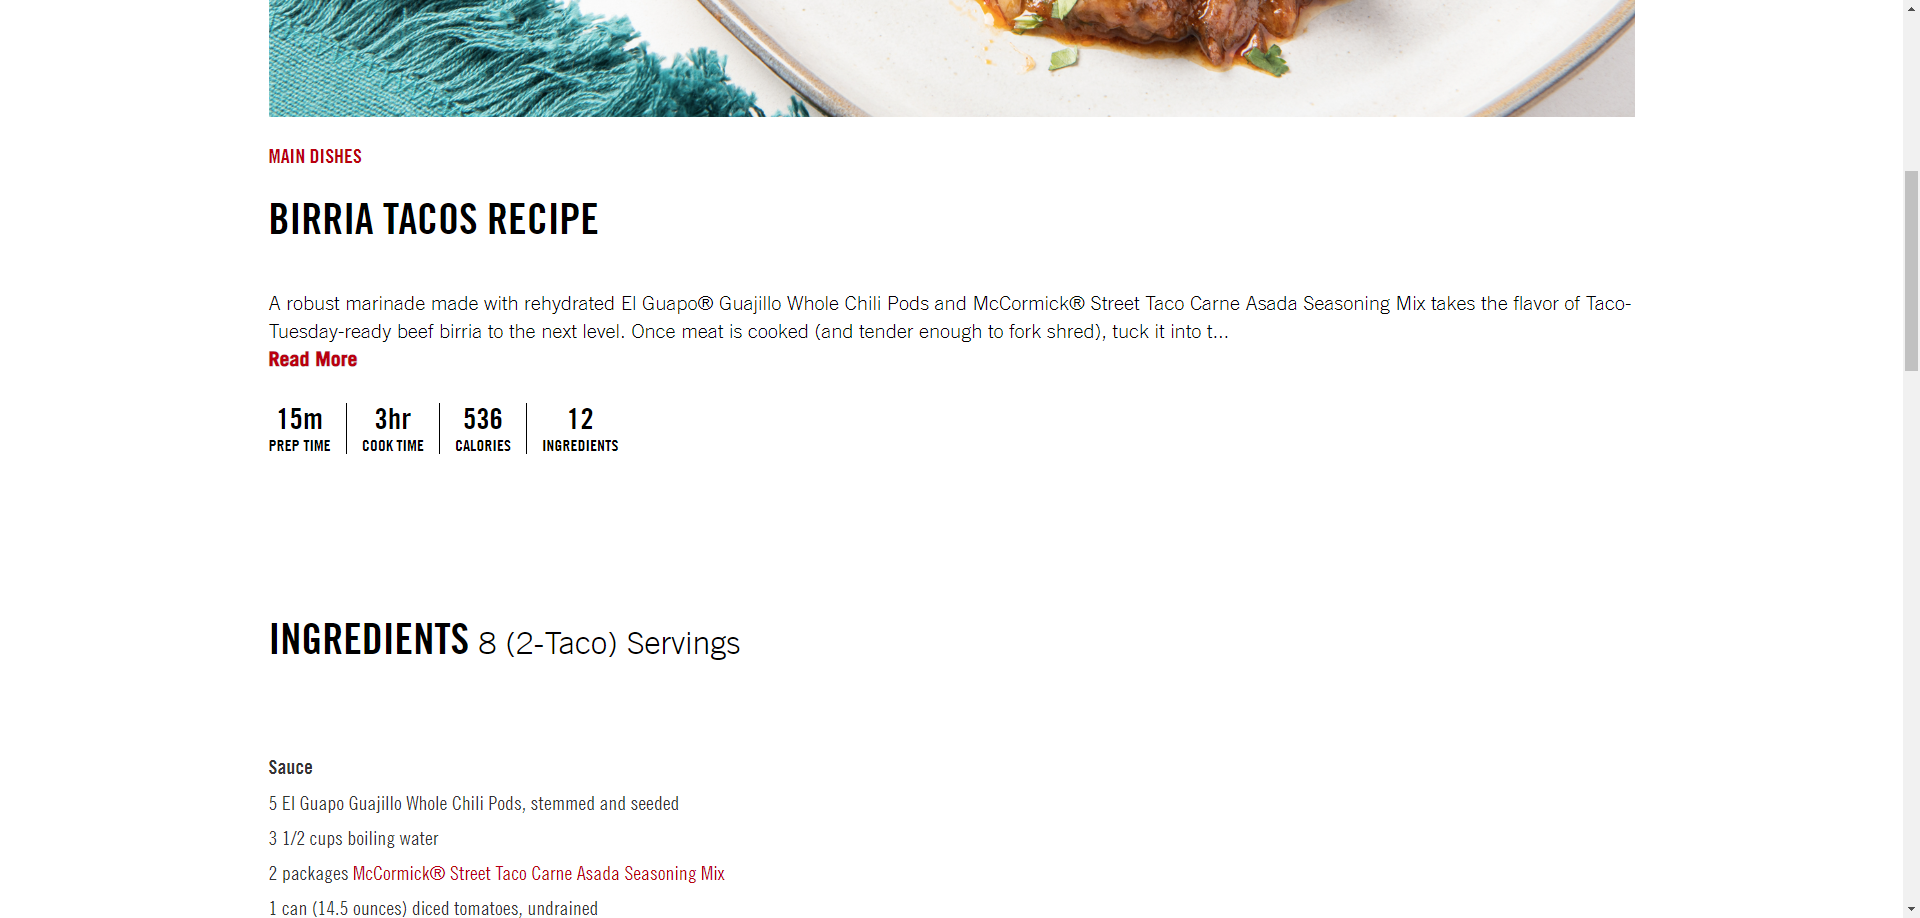 MAIN DISHES
BIRRIA TACOS RECIPE
A robust marinade made with rehydrated El Guapo® Guajillo Whole Chili Pods and McCormick® Street Taco Carne Asada Seasoning Mix takes the flavor of Taco-
Tuesday-ready beef birria to the next level. Once meat is cooked (and tender enough to fork shred), tuck it into t...
Read More
15m
PREP TIME
3hr
COOK TIME
536
CALORIES
12
INGREDIENTS
INGREDIENTS 8 (2-Taco) Servings
Sauce
5 El Guapo Guajillo Whole Chili Pods, stemmed and seeded
3 1/2 cups boiling water
2 packages McCormick® Street Taco Carne Asada Seasoning Mix
1 can (14.5 ounces) diced tomatoes, undrained